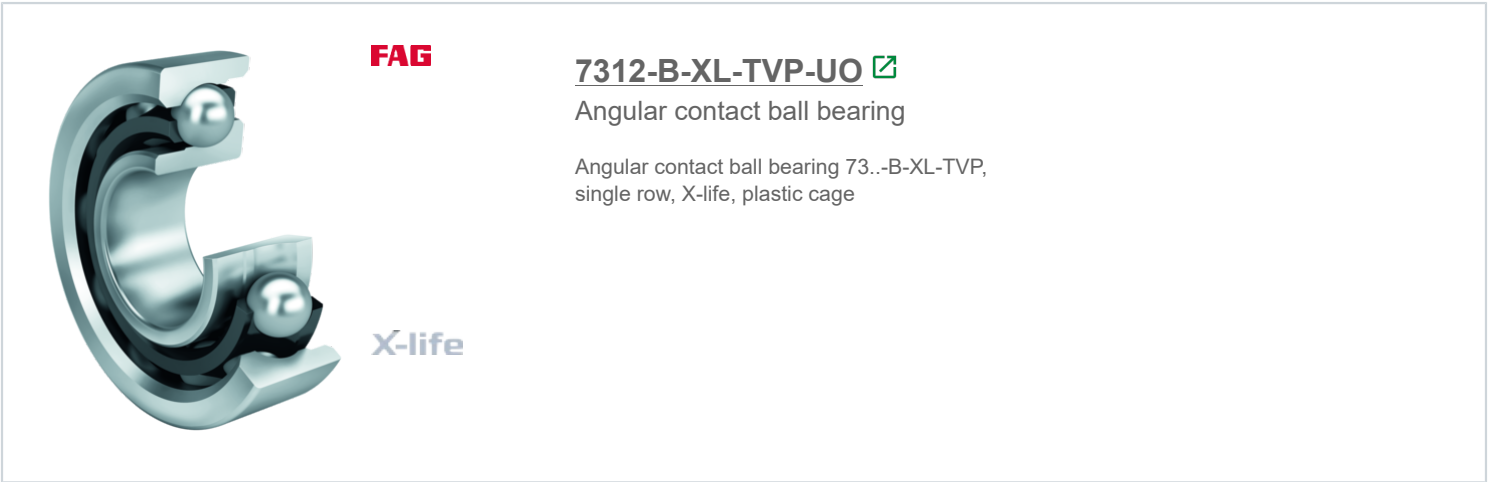 FAG
7312-B-XL-TVP-UO
Angular contact ball bearing
Angular contact ball bearing 73..-B-XL-TVP,
single row, X-life, plastic cage
X-life